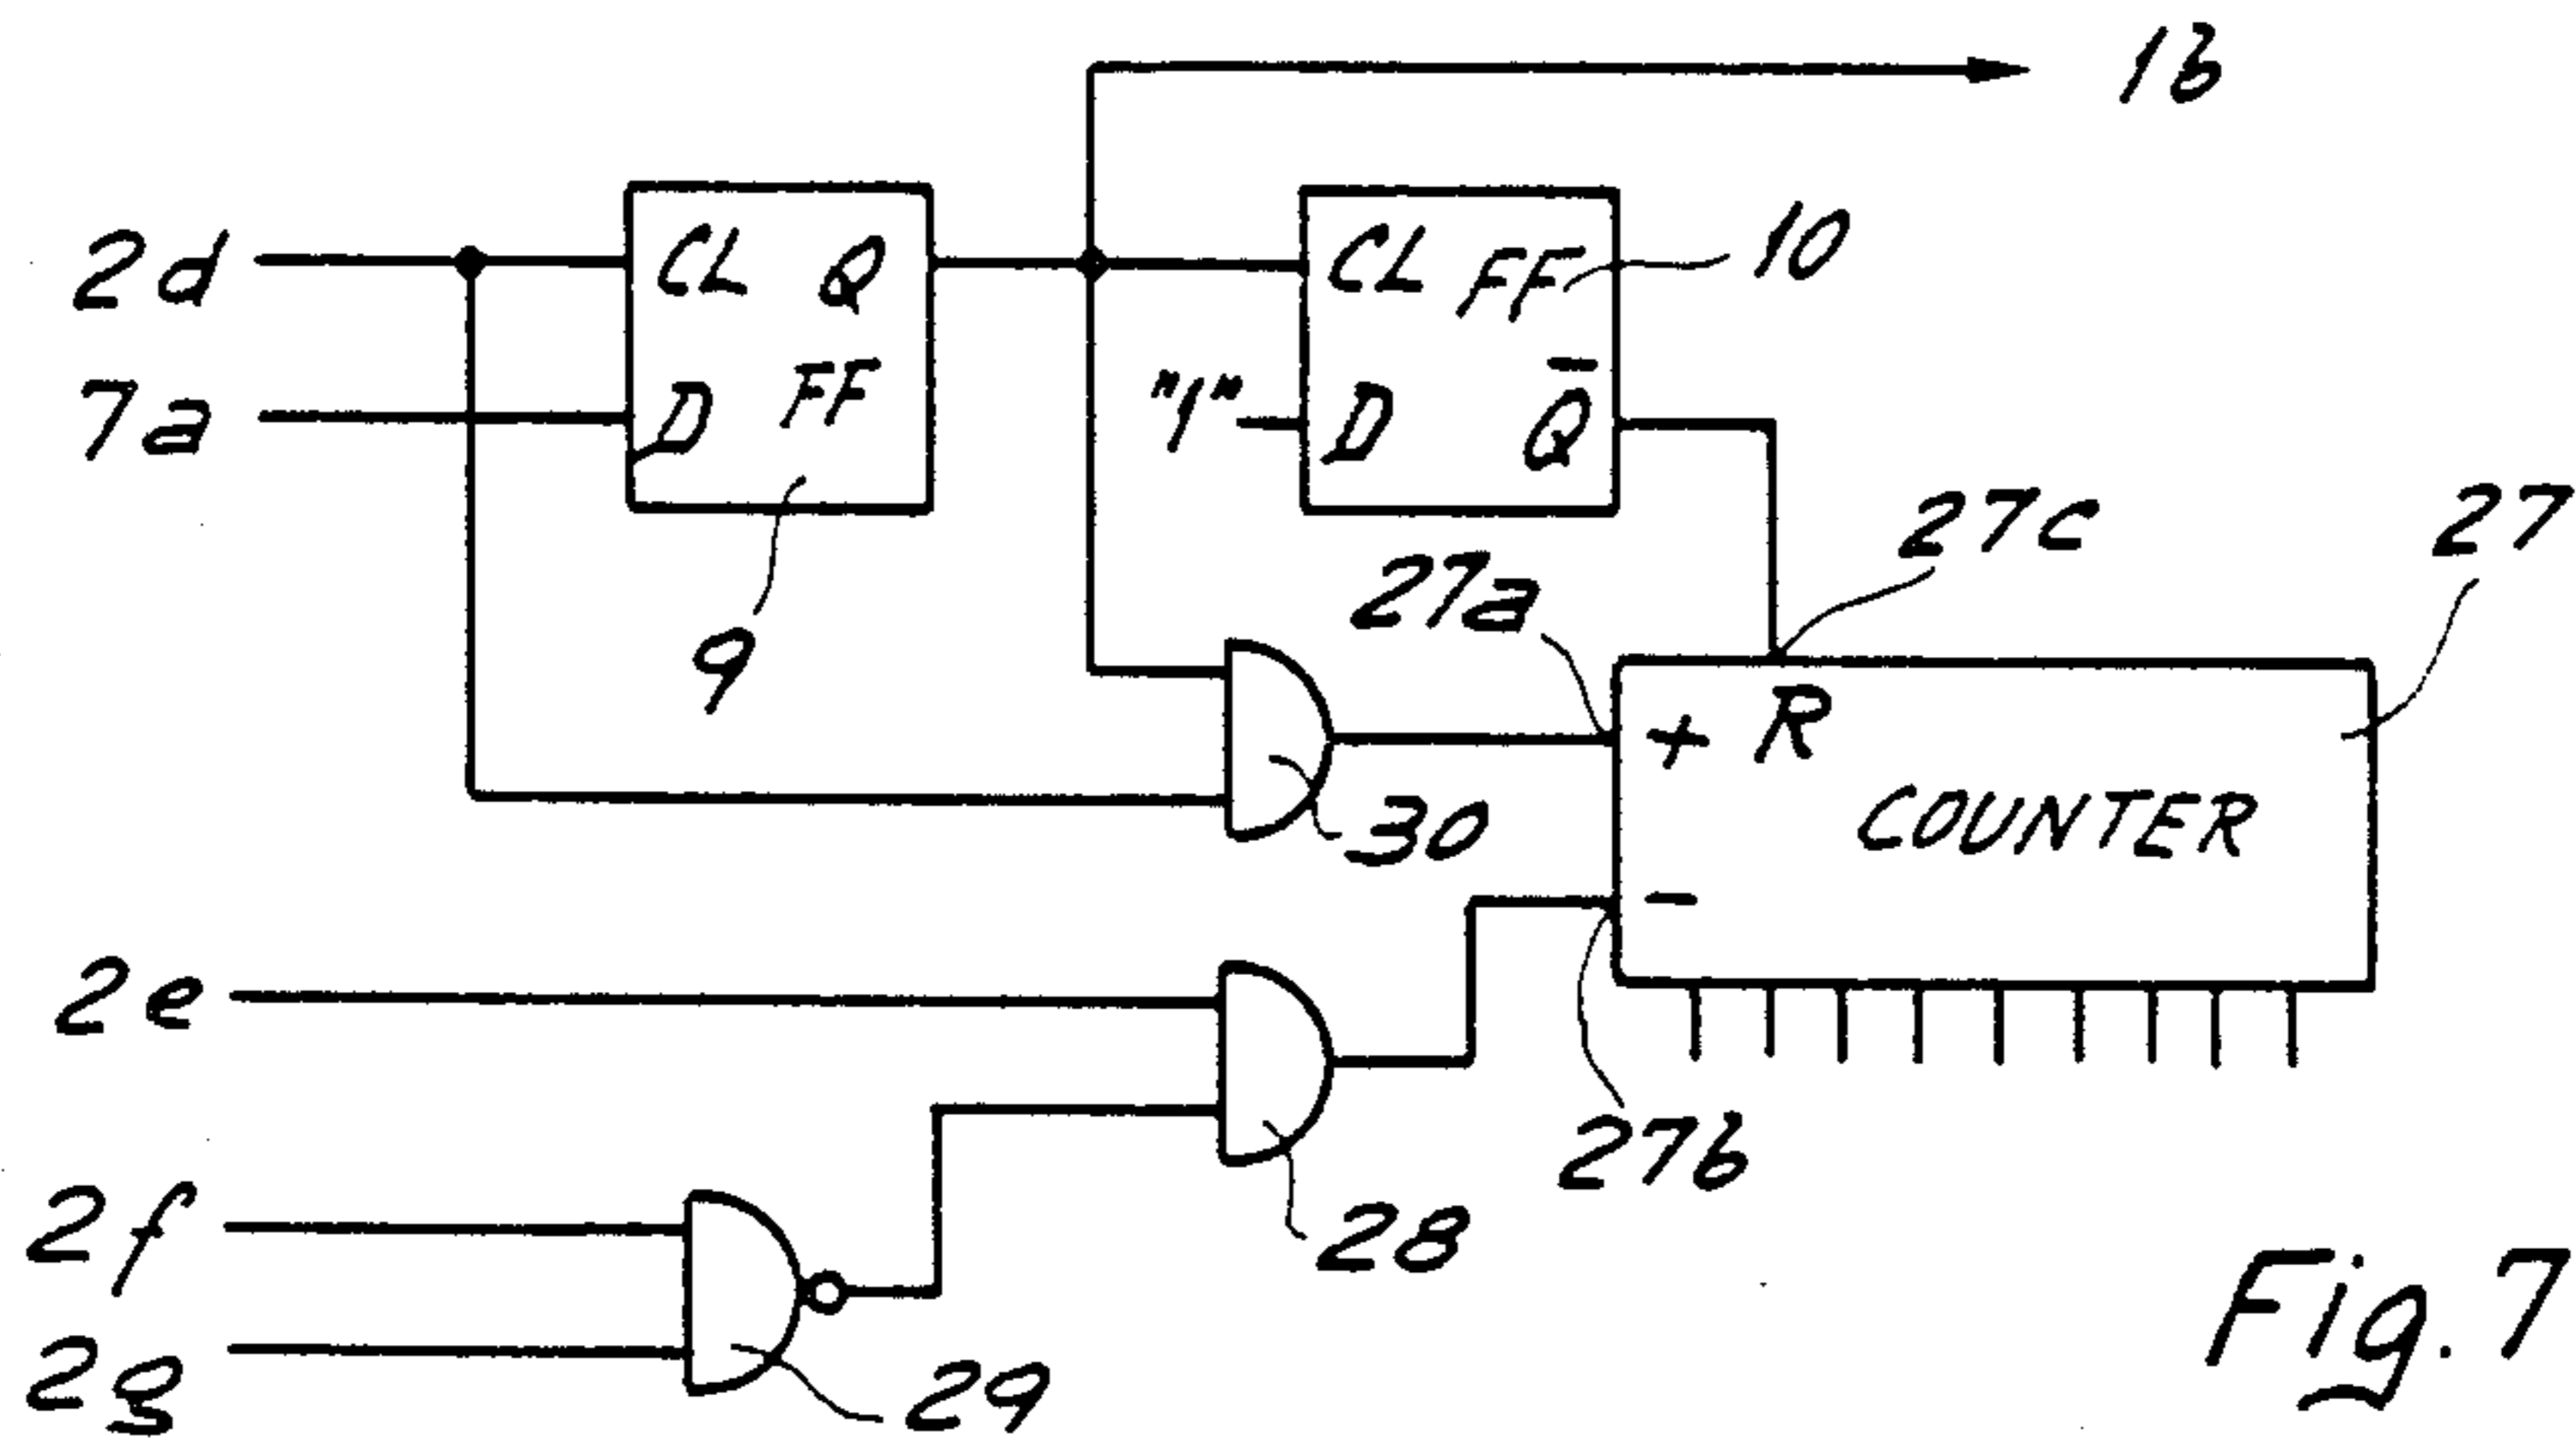 1b
2d
CL Q
CL FF
10
7a
D FF
"1"
D Q̅
9
27a
27c
27
+ R
30
COUNTER
-
2e
27b
28
2f
2g
29
Fig. 7